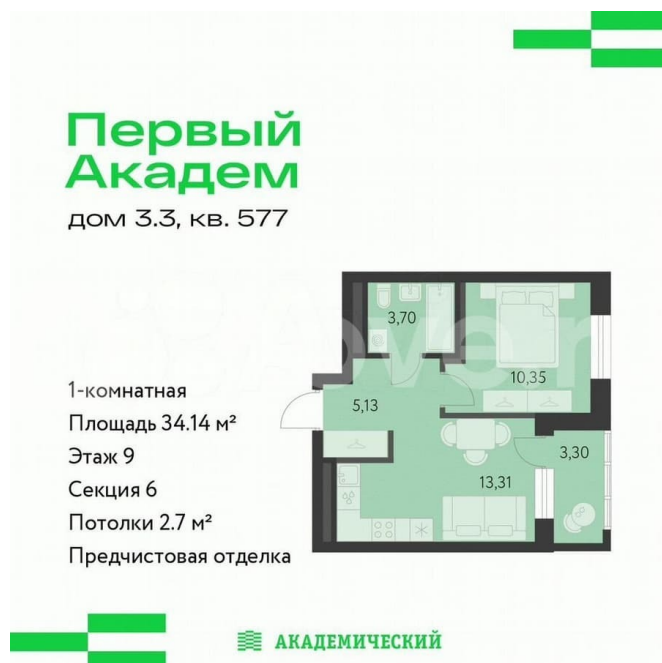 Первый
Академ
дом 3.3, кв. 577
3,70
10,35
5,13
3,30
13,31
1-комнатная
Площадь 34.14 м²
Этаж 9
Секция 6
Потолки 2.7 м²
Предчистовая отделка
АКАДЕМИЧЕСКИЙ